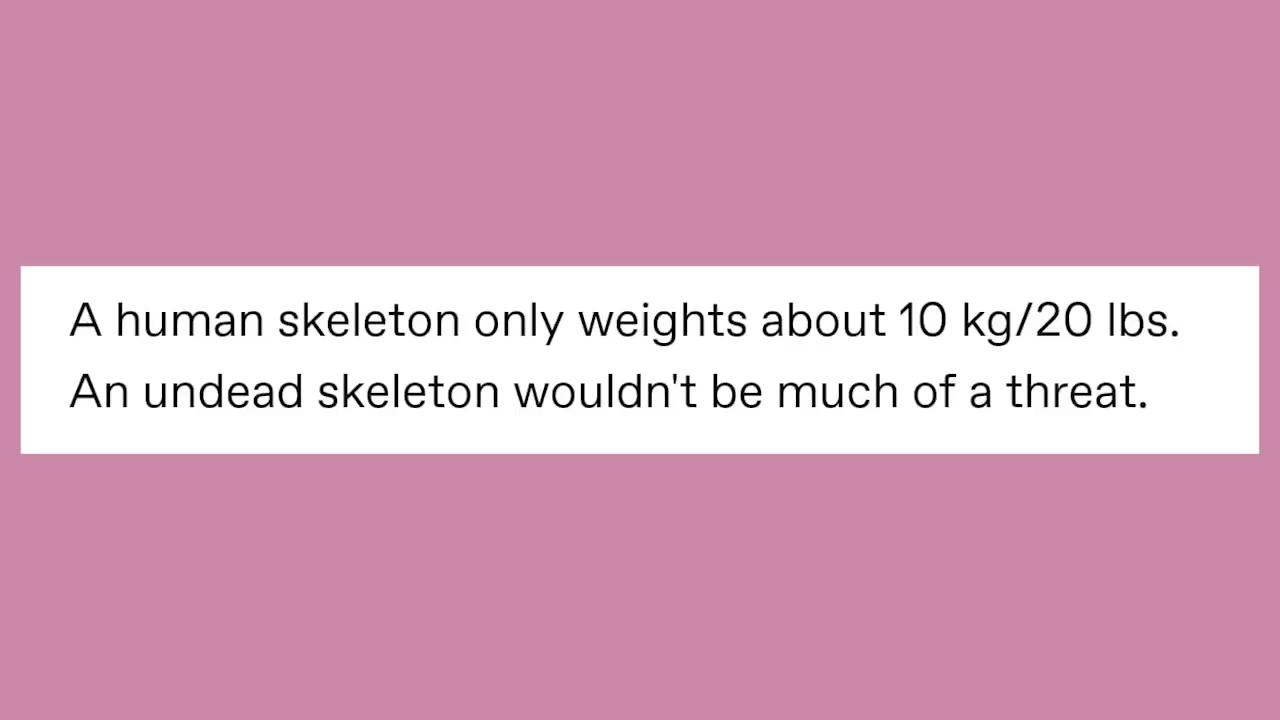 A human skeleton only weights about 10 kg/20 lbs.
An undead skeleton wouldn't be much of a threat.